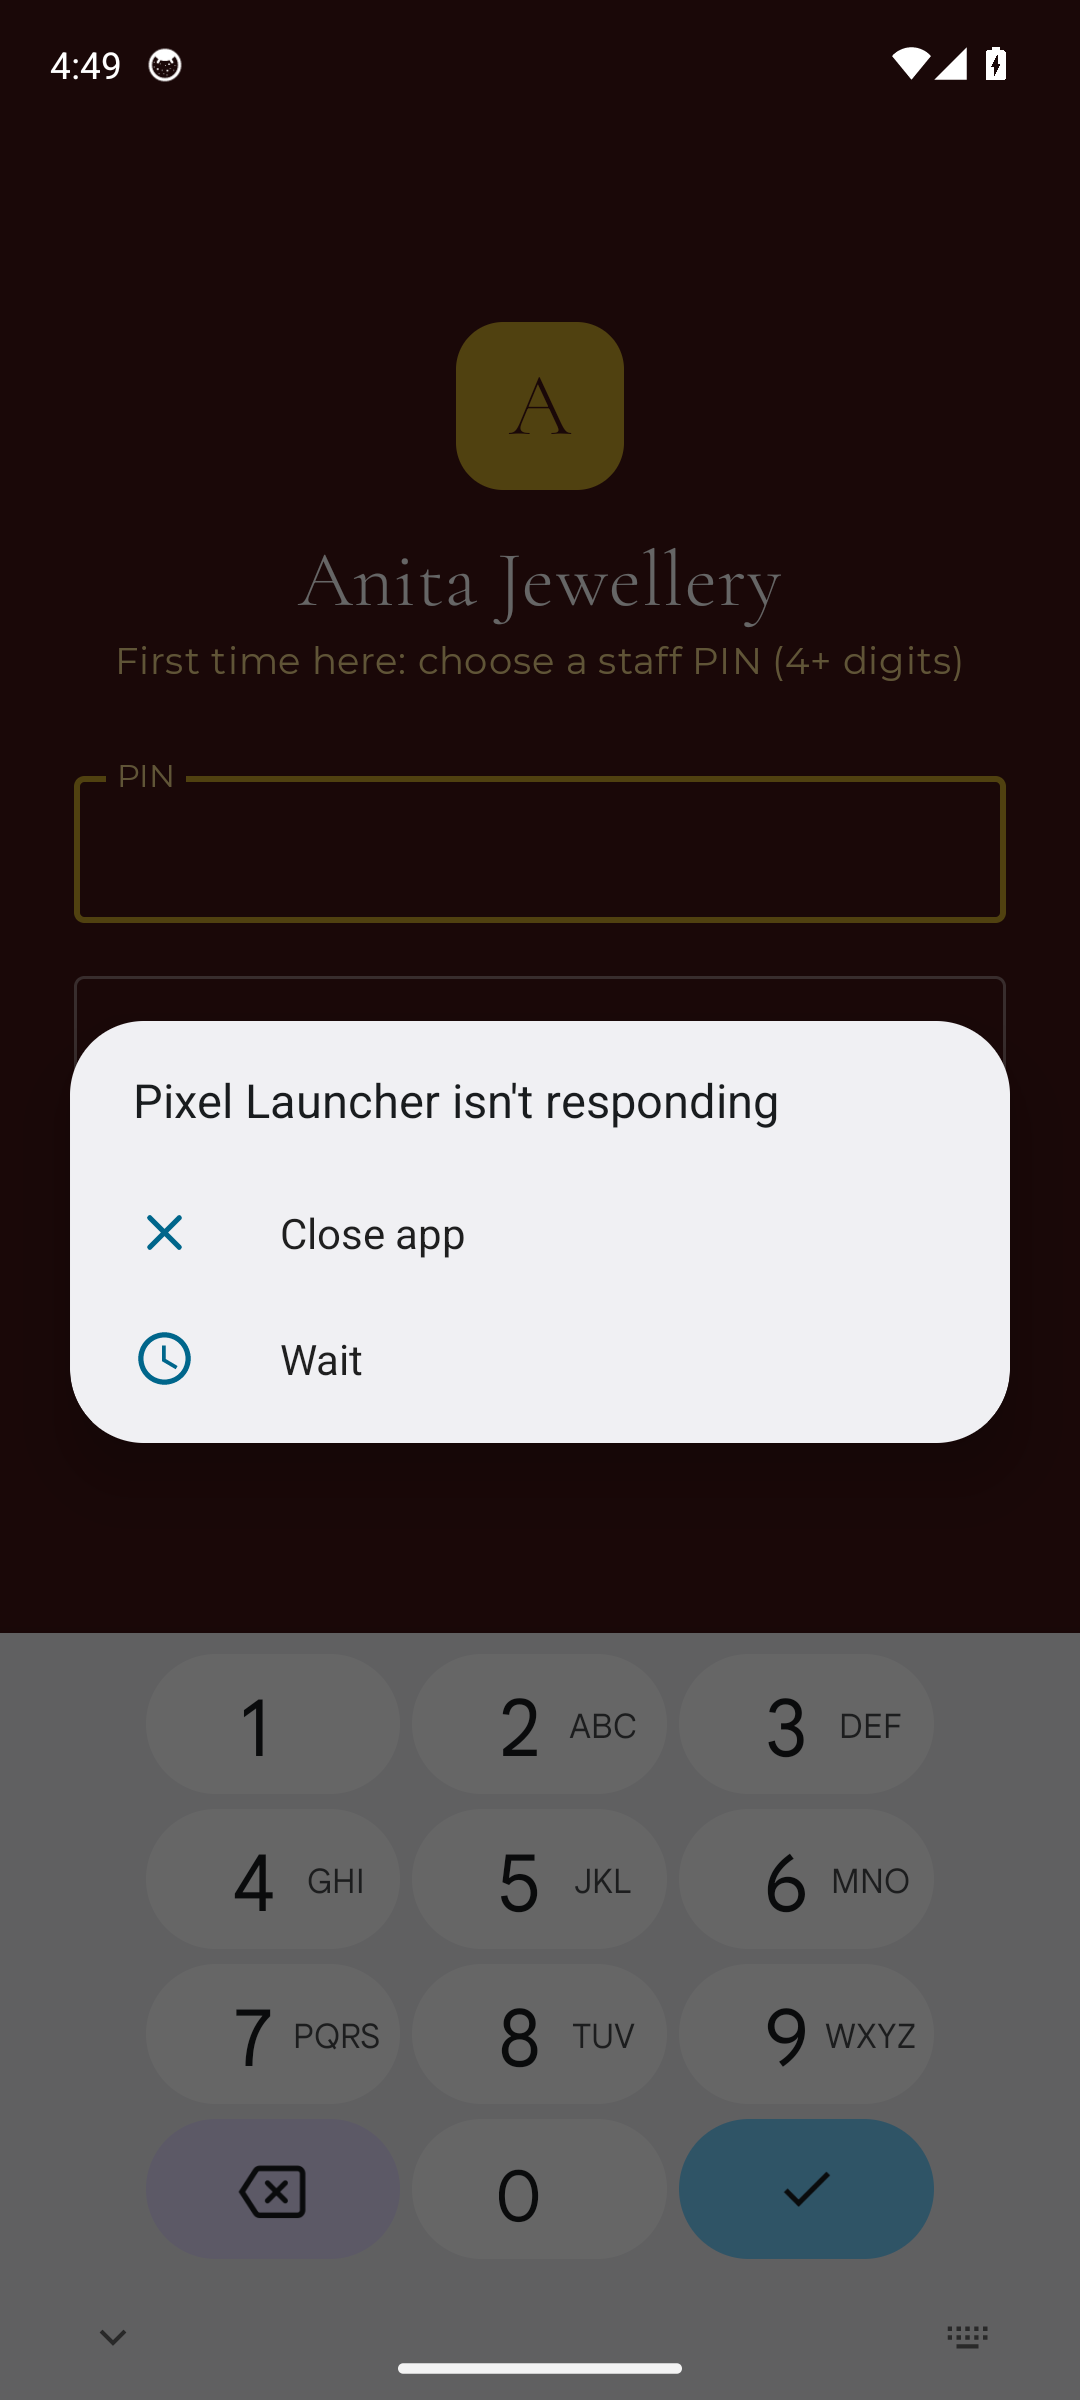 4:49
A
Anita Jewellery
First time here: choose a staff PIN (4+ digits)
PIN
Pixel Launcher isn't responding
Close app
Wait
1
2 ABC
3 DEF
4 GHI
5 JKL
6 MNO
7 PQRS
8 TUV
9 WXYZ
0